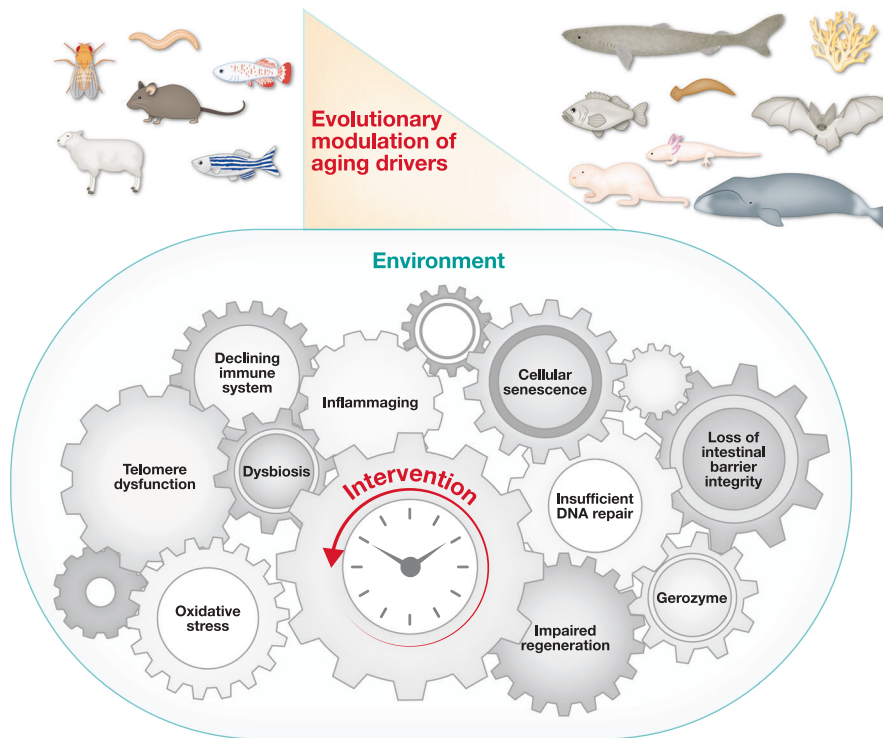 Evolutionary
modulation of
aging drivers
Environment
Declining
immune
system
Inflammaging
Cellular
senescence
Telomere
dysfunction
Dysbiosis
Intervention
Insufficient
DNA repair
Loss of
intestinal
barrier
integrity
Oxidative
stress
Impaired
regeneration
Gerozyme